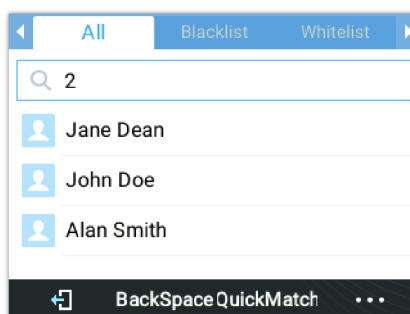 All Blacklist Whitelist
2
Jane Dean
John Doe
Alan Smith
BackSpace QuickMatch